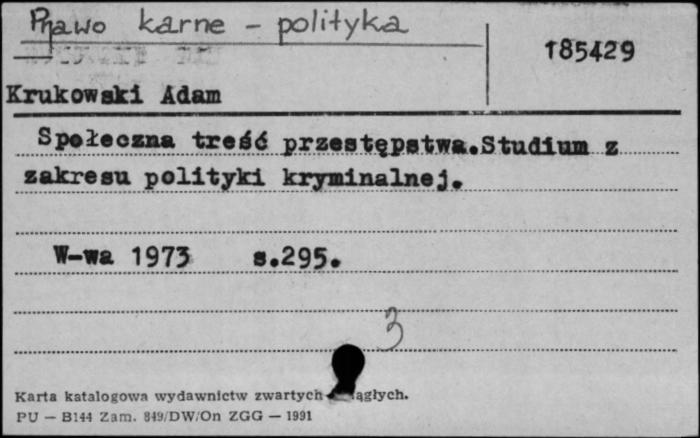 Prawo karne - polityka
185429
Krukowski Adam
Społeczna treść przestępstwa.Studium z
zakresu polityki kryminalnej.
W-wa 1973 s.295.
3
Karta katalogowa wydawnictw zwartych ciągłych.
PU — B144 Zam. 849/DW/On ZGG — 1991